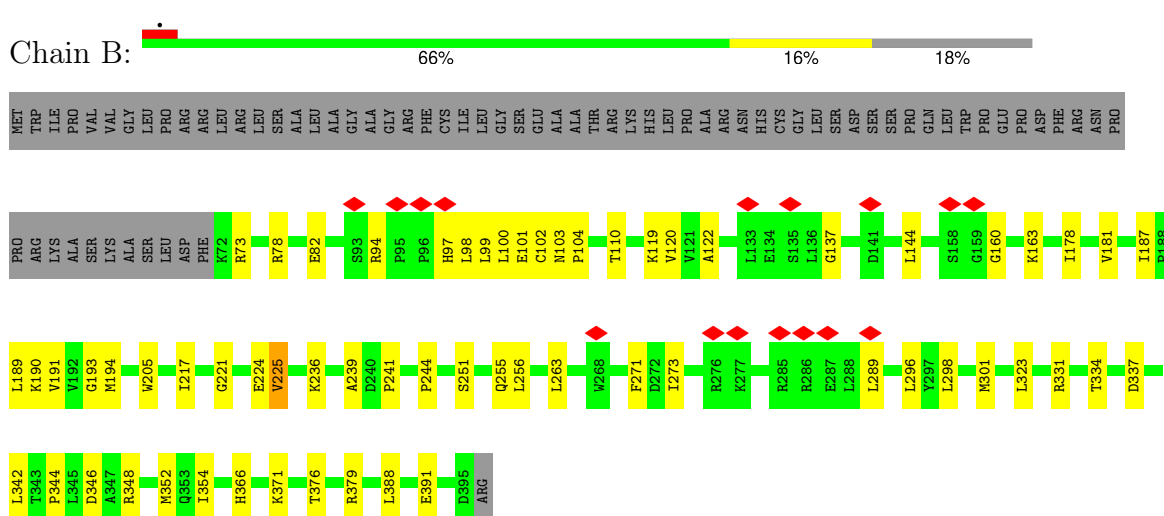 Chain B:
66% 16% 18%
MET TRP ILE PRO VAL VAL GLY LEU PRO ARG ARG LEU ARG LEU SER ALA LEU ALA GLY ALA GLY ARG PHE CYS ILE LEU GLY SER GLU ALA ALA THR ARG LYS HIS LEU PRO ALA ARG ASN HIS CYS GLY LEU SER ASP SER SER PRO GLN LEU TRP PRO GLU PRO ASP PHE ARG ASN PRO
PRO ARG LYS ALA SER LYS ALA SER LEU ASP PHE K72 R73 R78 E82 S93 R94 P95 P96 H97 L98 L99 L100 E101 C102 N103 P104 T110 K119 V120 V121 A122 L133 E134 S135 L136 G137 D141 L144 S158 G159 G160 K163 I178 V181 I187 P188
L189 K190 V191 V192 G193 M194 W205 I217 G221 E224 V225 K236 A239 D240 P241 P244 S251 Q255 L256 L263 W268 F271 D272 I273 R276 K277 R285 R286 E287 L288 L289 L296 Y297 L298 M301 L323 R331 T334 D337
L342 T343 P344 L345 D346 A347 R348 M352 Q353 I354 H366 K371 T376 R379 L388 E391 D395 ARG